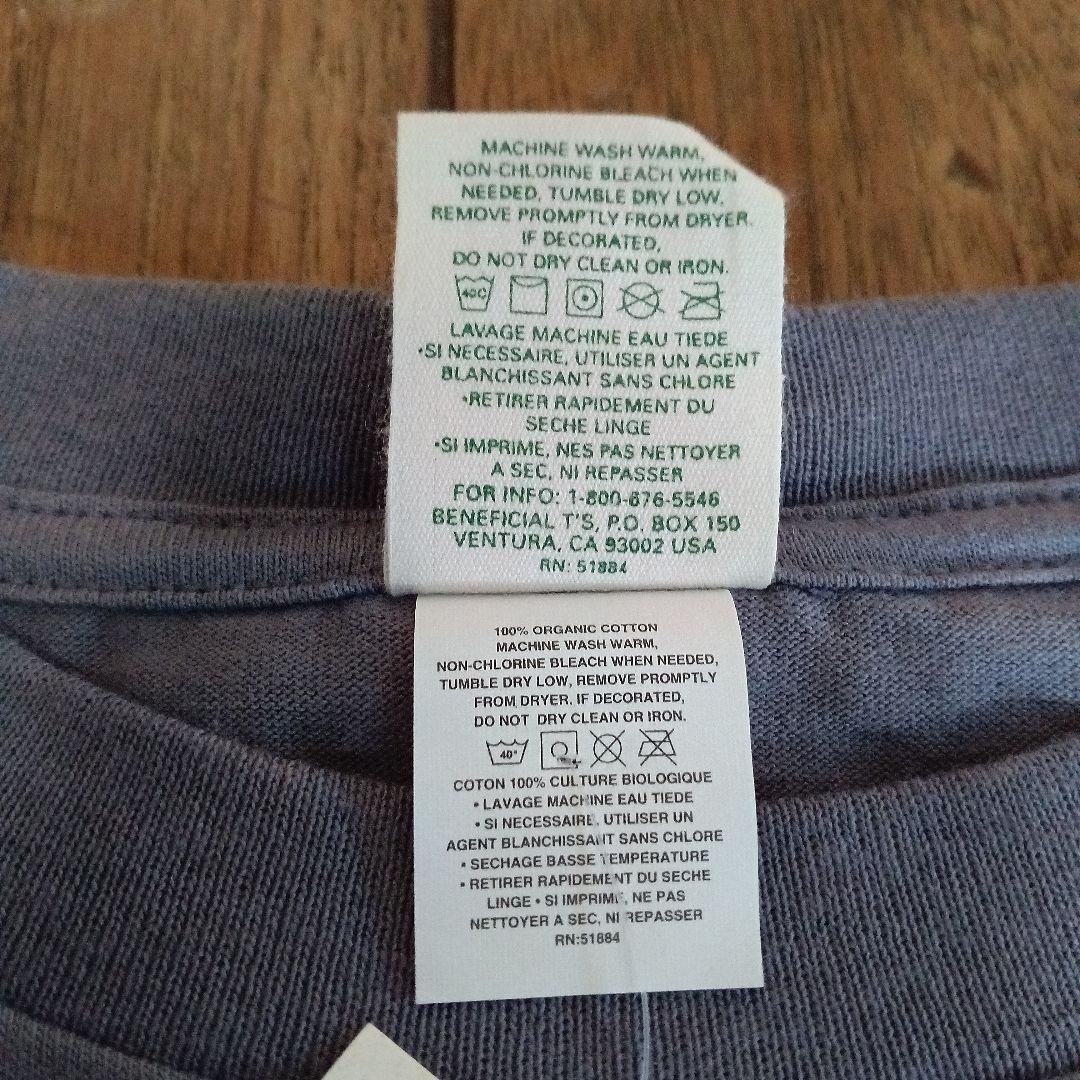 MACHINE WASH WARM,
NON-CHLORINE BLEACH WHEN
NEEDED, TUMBLE DRY LOW.
REMOVE PROMPTLY FROM DRYER.
IF DECORATED,
DO NOT DRY CLEAN OR IRON.
40C
LAVAGE MACHINE EAU TIEDE
•SI NECESSAIRE, UTILISER UN AGENT
BLANCHISSANT SANS CHLORE
•RETIRER RAPIDEMENT DU
SECHE LINGE
•SI IMPRIME, NES PAS NETTOYER
A SEC, NI REPASSER
FOR INFO: 1-800-676-5546
BENEFICIAL T'S, P.O. BOX 150
VENTURA, CA 93002 USA
RN: 51884
100% ORGANIC COTTON
MACHINE WASH WARM,
NON-CHLORINE BLEACH WHEN NEEDED,
TUMBLE DRY LOW, REMOVE PROMPTLY
FROM DRYER. IF DECORATED,
DO NOT DRY CLEAN OR IRON.
40°
COTON 100% CULTURE BIOLOGIQUE
• LAVAGE MACHINE EAU TIEDE
• SI NECESSAIRE, UTILISER UN
AGENT BLANCHISSANT SANS CHLORE
• SECHAGE BASSE TEMPERATURE
• RETIRER RAPIDEMENT DU SECHE
LINGE • SI IMPRIME, NE PAS
NETTOYER A SEC, NI REPASSER
RN:51884